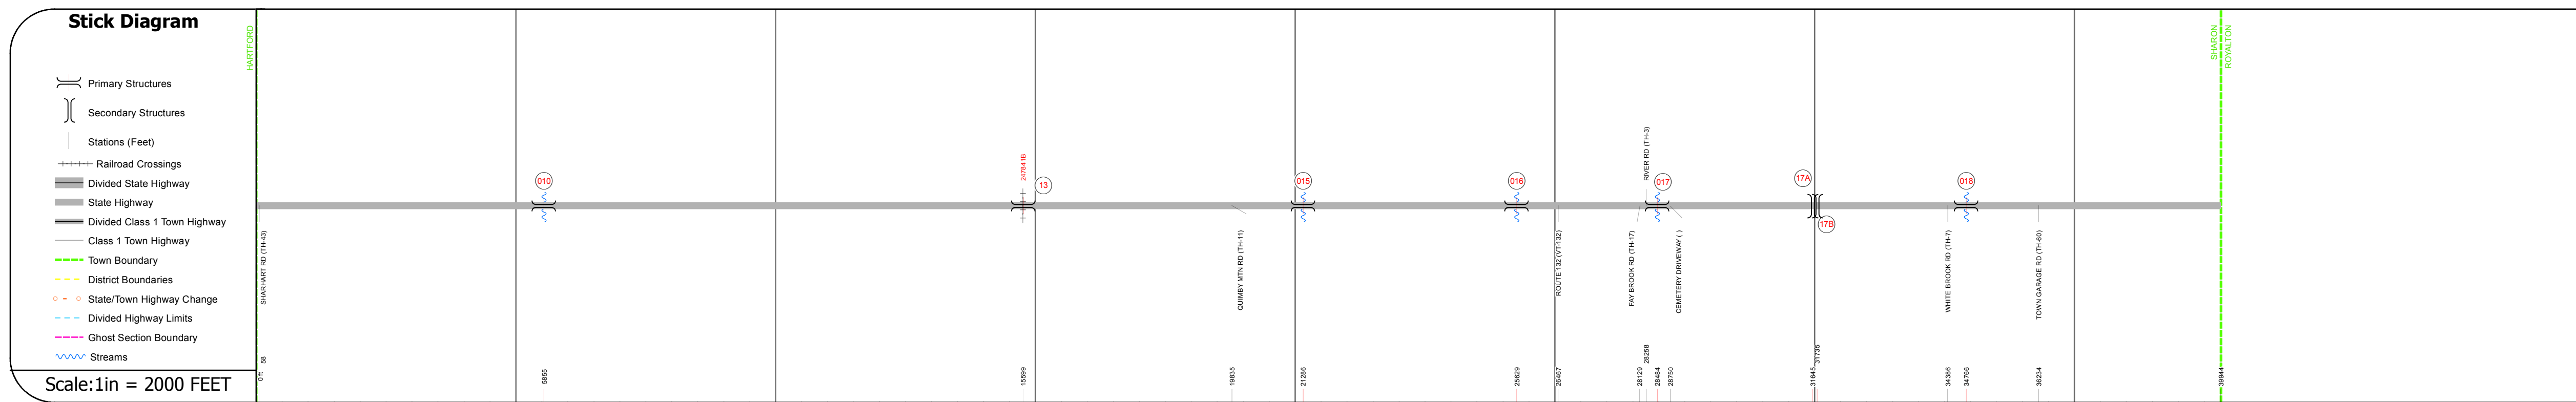 Stick Diagram
Primary Structures
Secondary Structures
Stations (Feet)
Railroad Crossings
Divided State Highway
State Highway
Divided Class 1 Town Highway
Class 1 Town Highway
Town Boundary
District Boundaries
State/Town Highway Change
Divided Highway Limits
Ghost Section Boundary
Streams
Scale:1in = 2000 FEET
HARTFORD
SHARON
ROYALTON
010
247841B
13
015
016
RIVER RD (TH-3)
017
17A
17B
018
SHARHART RD (TH-43)
QUIMBY MTN RD (TH-11)
ROUTE 132 (VT-132)
FAY BROOK RD (TH-17)
CEMETERY DRIVEWAY ( )
WHITE BROOK RD (TH-7)
TOWN GARAGE RD (TH-60)
0 ft
58
5855
15599
19835
21286
25629
26467
28129
28258
28484
28750
31645
31735
34386
34766
36234
39944